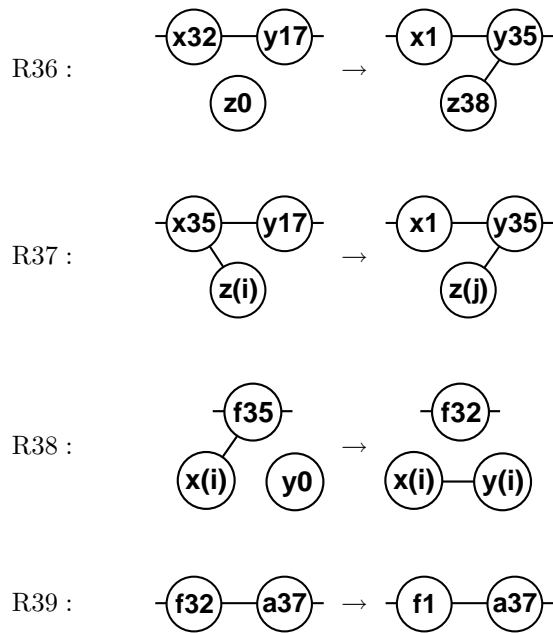 x32 y17 x1 y35
R36 : →
z0 z38
x35 y17 x1 y35
R37 : →
z(i) z(j)
f35 f32
R38 : →
x(i) y0 x(i) y(i)
R39 : f32 a37 → f1 a37